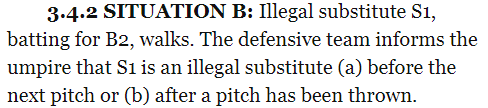 3.4.2 SITUATION B: Illegal substitute S1,
batting for B2, walks. The defensive team informs the
umpire that S1 is an illegal substitute (a) before the
next pitch or (b) after a pitch has been thrown.